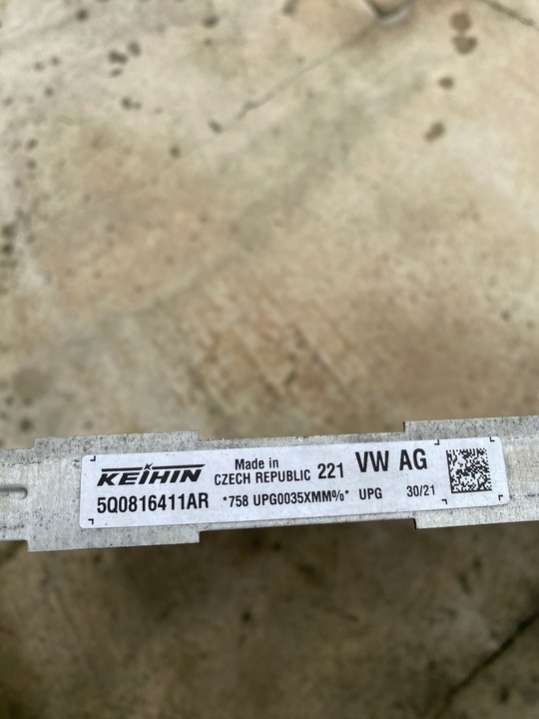 KEIHIN Made in CZECH REPUBLIC 221 VW AG
5Q0816411AR *758 UPG0035XMM%* UPG 30/21